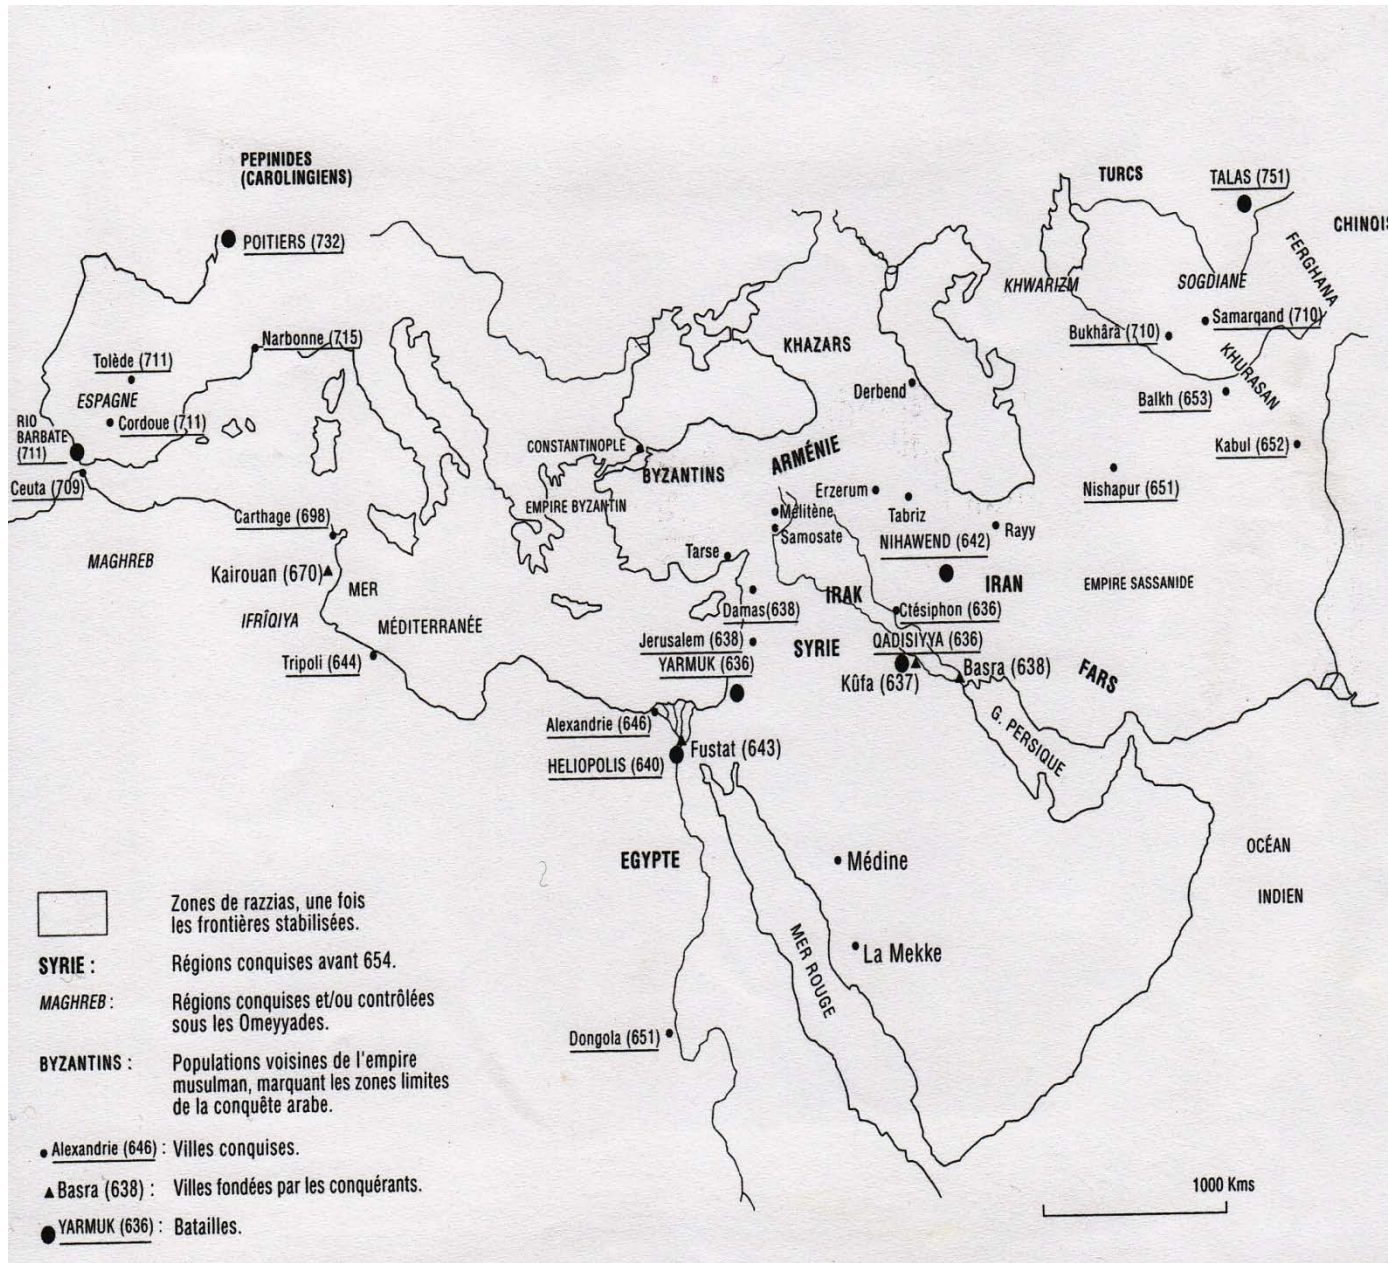 PEPINIDES
(CAROLINGIENS)
TURCS
TALAS (751)
CHINOIS
POITIERS (732)
FERGHANA
KHWARIZM
SOGDIANE
Samarqand (710)
Bukhârâ (710)
Narbonne (715)
KHAZARS
KHURASAN
Tolède (711)
Derbend
Balkh (653)
ESPAGNE
RIO
BARBATE
(711)
Cordoue (711)
CONSTANTINOPLE
ARMÉNIE
Kabul (652)
BYZANTINS
Ceuta (709)
Erzerum
Nishapur (651)
EMPIRE BYZANTIN
Mélitène
Tabriz
Carthage (698)
Samosate
Rayy
NIHAWEND (642)
MAGHREB
Tarse
Kairouan (670)
MER
IRAK
IRAN
EMPIRE SASSANIDE
IFRÎQIYA
Damas(638)
Ctésiphon (636)
MÉDITERRANÉE
Jerusalem (638)
SYRIE
QADISIYYA (636)
Tripoli (644)
YARMUK (636)
Kûfa (637)
Basra (638)
FARS
Alexandrie (646)
G. PERSIQUE
Fustat (643)
HELIOPOLIS (640)
EGYPTE
Médine
OCÉAN
INDIEN
MER ROUGE
La Mekke
Dongola (651)
Zones de razzias, une fois
les frontières stabilisées.
SYRIE : Régions conquises avant 654.
MAGHREB : Régions conquises et/ou contrôlées
sous les Omeyyades.
BYZANTINS : Populations voisines de l'empire
musulman, marquant les zones limites
de la conquête arabe.
Alexandrie (646) : Villes conquises.
Basra (638) : Villes fondées par les conquérants.
YARMUK (636) : Batailles.
1000 Kms